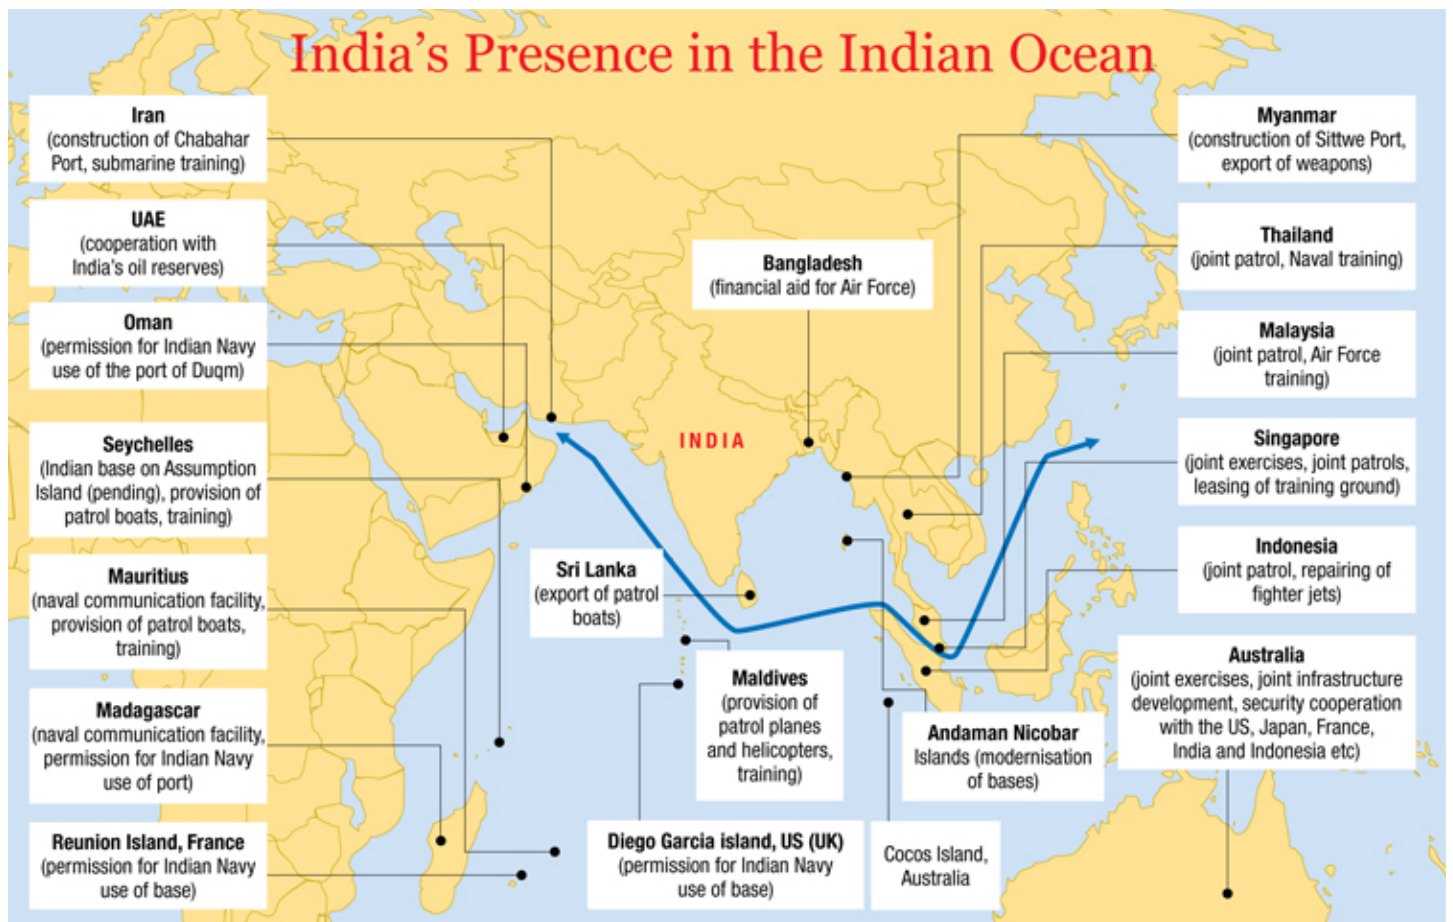 India’s Presence in the Indian Ocean
Iran
(construction of Chabahar
Port, submarine training)
UAE
(cooperation with
India’s oil reserves)
Oman
(permission for Indian Navy
use of the port of Duqm)
Seychelles
(Indian base on Assumption
Island (pending), provision of
patrol boats, training)
Mauritius
(naval communication facility,
provision of patrol boats,
training)
Madagascar
(naval communication facility,
permission for Indian Navy
use of port)
Reunion Island, France
(permission for Indian Navy
use of base)
Bangladesh
(financial aid for Air Force)
INDIA
Sri Lanka
(export of patrol
boats)
Maldives
(provision of
patrol planes
and helicopters,
training)
Diego Garcia island, US (UK)
(permission for Indian Navy
use of base)
Cocos Island,
Australia
Andaman Nicobar
Islands (modernisation
of bases)
Myanmar
(construction of Sittwe Port,
export of weapons)
Thailand
(joint patrol, Naval training)
Malaysia
(joint patrol, Air Force
training)
Singapore
(joint exercises, joint patrols,
leasing of training ground)
Indonesia
(joint patrol, repairing of
fighter jets)
Australia
(joint exercises, joint infrastructure
development, security cooperation
with the US, Japan, France,
India and Indonesia etc)